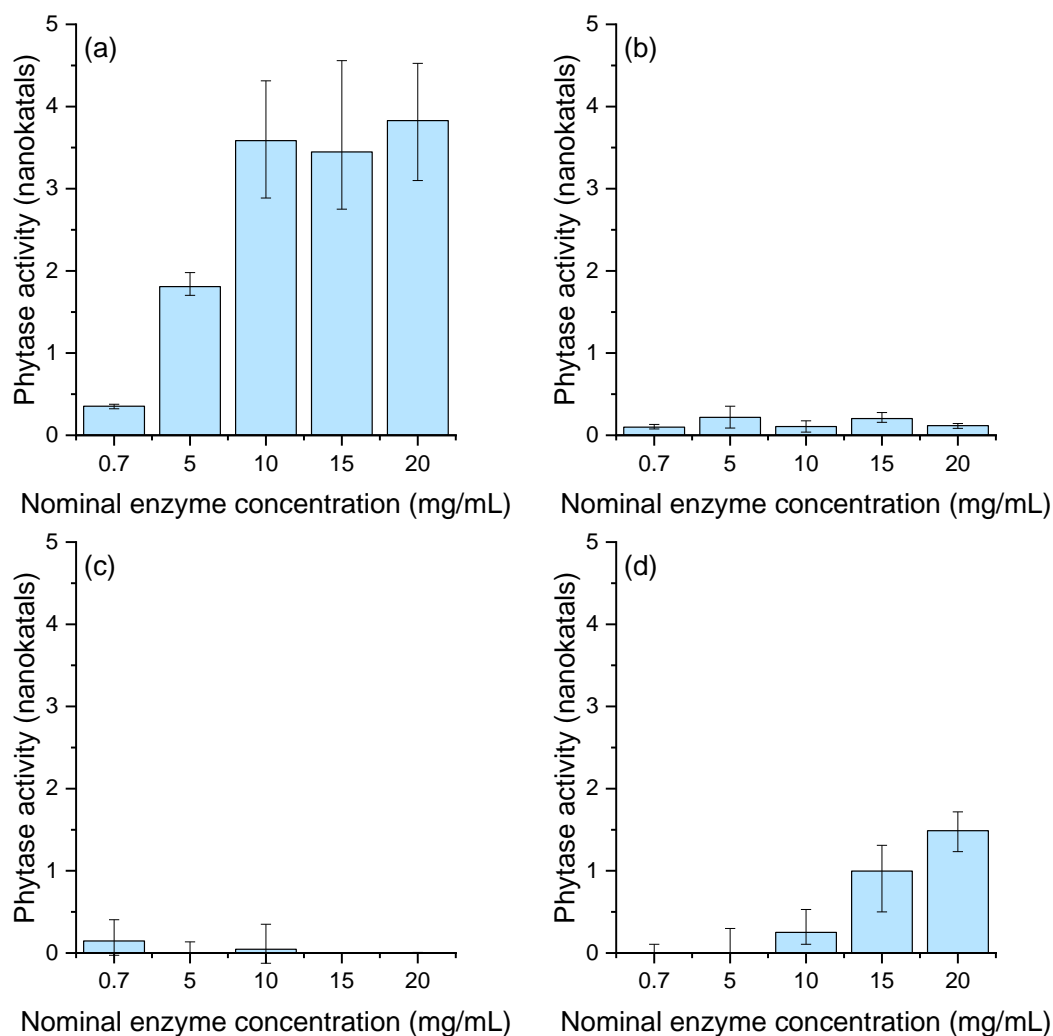 (a)
Phytase activity (nanokatals)
5
4
3
2
1
0
0.7 5 10 15 20
Nominal enzyme concentration (mg/mL)
(b)
Phytase activity (nanokatals)
5
4
3
2
1
0
0.7 5 10 15 20
Nominal enzyme concentration (mg/mL)
(c)
Phytase activity (nanokatals)
5
4
3
2
1
0
0.7 5 10 15 20
Nominal enzyme concentration (mg/mL)
(d)
Phytase activity (nanokatals)
5
4
3
2
1
0
0.7 5 10 15 20
Nominal enzyme concentration (mg/mL)